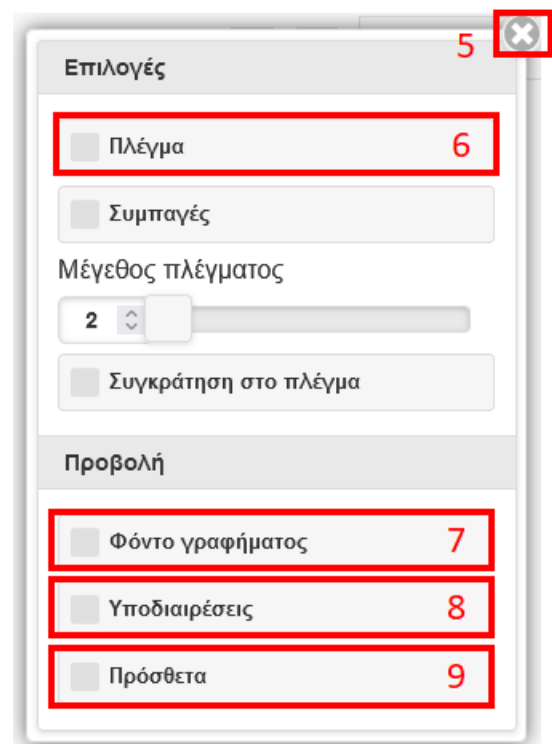 5
Επιλογές
Πλέγμα 6
Συμπαγές
Μέγεθος πλέγματος
2
Συγκράτηση στο πλέγμα
Προβολή
Φόντο γραφήματος 7
Υποδιαιρέσεις 8
Πρόσθετα 9